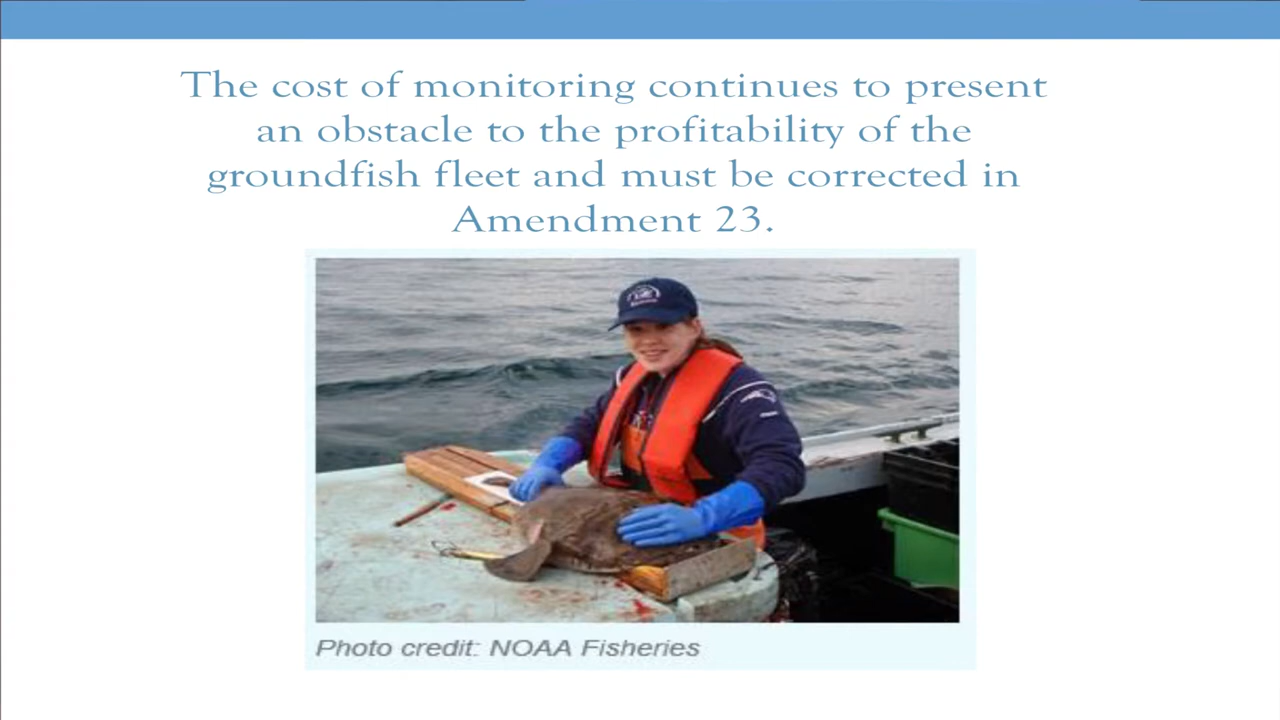 The cost of monitoring continues to present
an obstacle to the profitability of the
groundfish fleet and must be corrected in
Amendment 23.
Photo credit: NOAA Fisheries